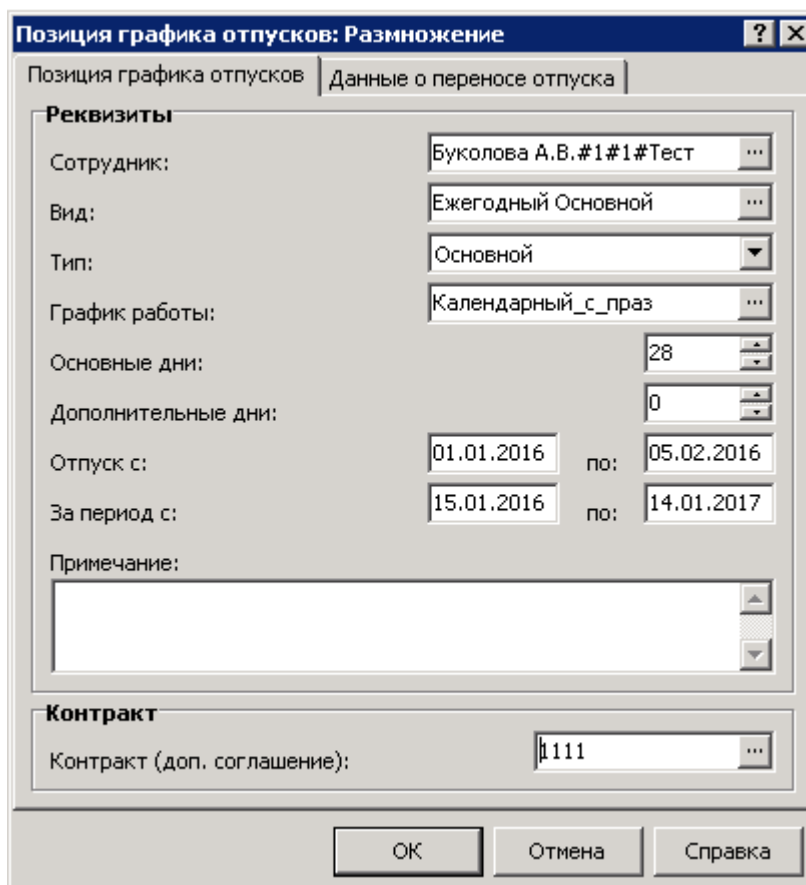 Позиция графика отпусков: Размножение
Позиция графика отпусков Данные о переносе отпуска
Реквизиты
Сотрудник: Буколова А.В.#1#1#Тест ...
Вид: Ежегодный Основной ...
Тип: Основной
График работы: Календарный_с_праз ...
Основные дни: 28
Дополнительные дни: 0
Отпуск с: 01.01.2016 по: 05.02.2016
За период с: 15.01.2016 по: 14.01.2017
Примечание:
Контракт
Контракт (доп. соглашение): 1111 ...
ОК Отмена Справка